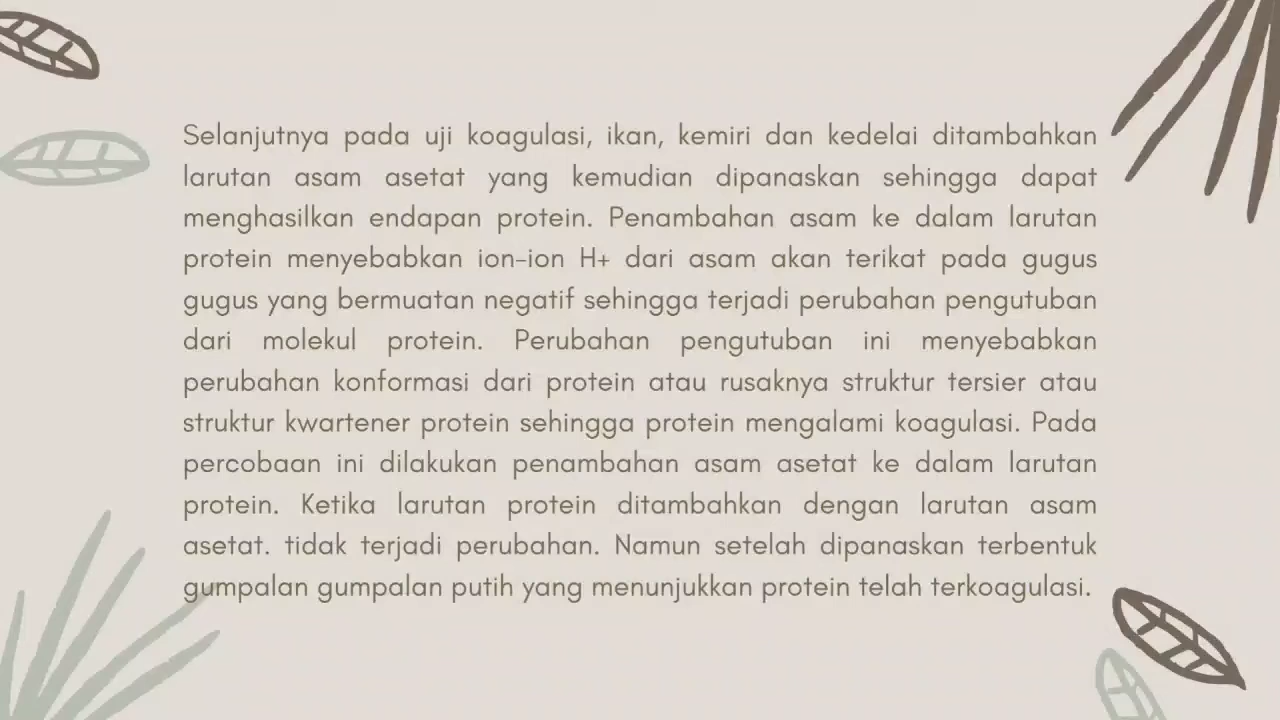 Selanjutnya pada uji koagulasi, ikan, kemiri dan kedelai ditambahkan
larutan asam asetat yang kemudian dipanaskan sehingga dapat
menghasilkan endapan protein. Penambahan asam ke dalam larutan
protein menyebabkan ion-ion H+ dari asam akan terikat pada gugus
gugus yang bermuatan negatif sehingga terjadi perubahan pengutuban
dari molekul protein. Perubahan pengutuban ini menyebabkan
perubahan konformasi dari protein atau rusaknya struktur tersier atau
struktur kwartener protein sehingga protein mengalami koagulasi. Pada
percobaan ini dilakukan penambahan asam asetat ke dalam larutan
protein. Ketika larutan protein ditambahkan dengan larutan asam
asetat. tidak terjadi perubahan. Namun setelah dipanaskan terbentuk
gumpalan gumpalan putih yang menunjukkan protein telah terkoagulasi.